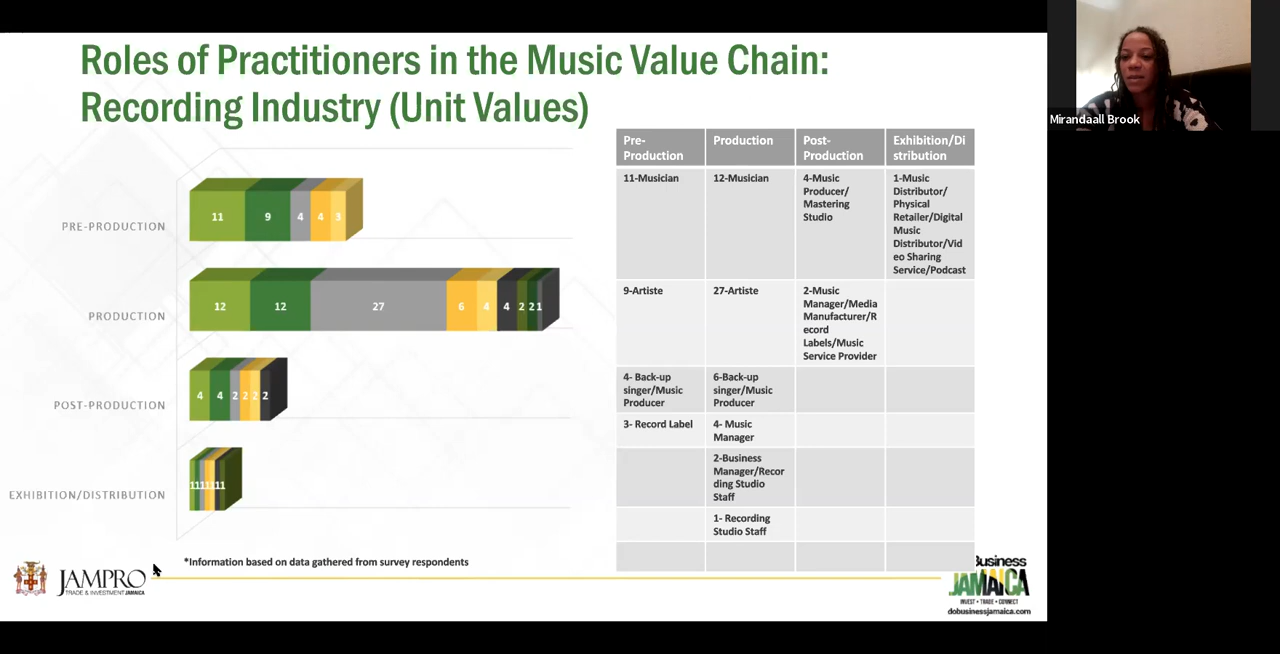 Roles of Practitioners in the Music Value Chain:
Recording Industry (Unit Values)
Mirandaall Brook
PRE-PRODUCTION
11 9 4 4 3
PRODUCTION
12 12 27 6 4 4 2 2 1
POST-PRODUCTION
4 4 2 2 2 2
EXHIBITION/DISTRIBUTION
Pre-
Production
Production
Post-
Production
Exhibition/Di
stribution
11-Musician
12-Musician
4-Music
Producer/
Mastering
Studio
1-Music
Distributor/
Physical
Retailer/Digital
Music
Distributor/Vid
eo Sharing
Service/Podcast
9-Artiste
27-Artiste
2-Music
Manager/Media
Manufacturer/R
ecord
Labels/Music
Service Provider
4- Back-up
singer/Music
Producer
6-Back-up
singer/Music
Producer
3- Record Label
4- Music
Manager
2-Business
Manager/Recor
ding Studio
Staff
1- Recording
Studio Staff
*Information based on data gathered from survey respondents
JAMPRO
TRADE & INVESTMENT JAMAICA
Business
JAMAICA
INVEST • TRADE • CONNECT
dobusinessjamaica.com